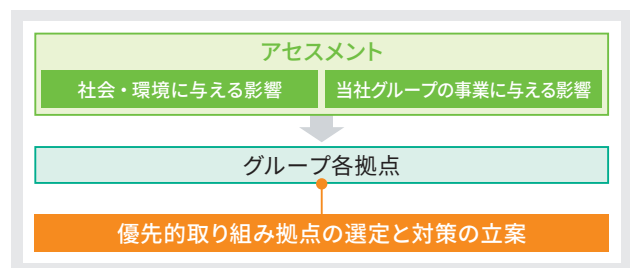 アセスメント
社会・環境に与える影響
当社グループの事業に与える影響
グループ各拠点
優先的取り組み拠点の選定と対策の立案